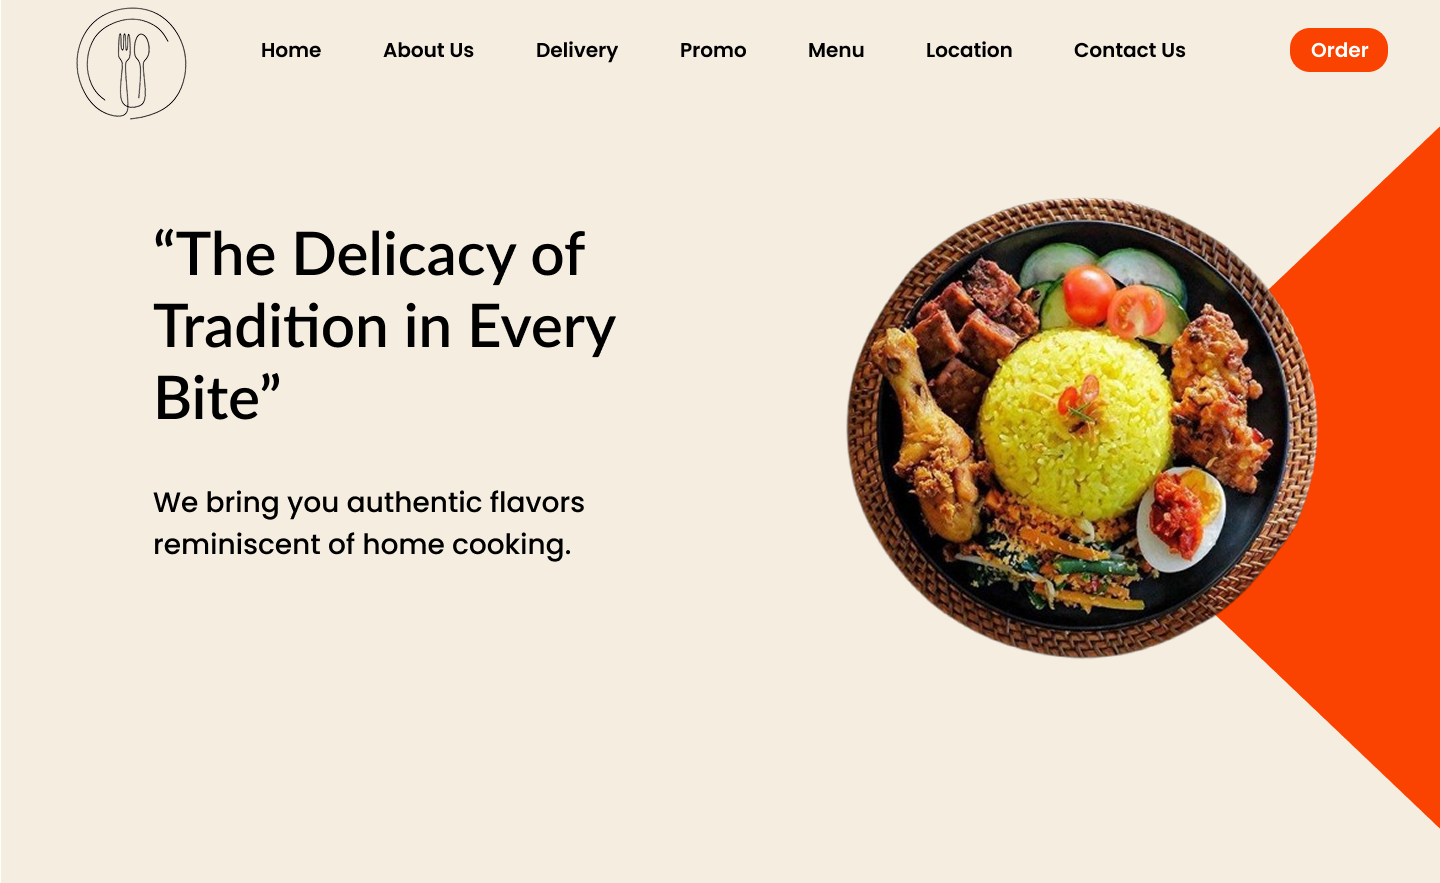 Home About Us Delivery Promo Menu Location Contact Us Order
“The Delicacy of
Tradition in Every
Bite”
We bring you authentic flavors
reminiscent of home cooking.